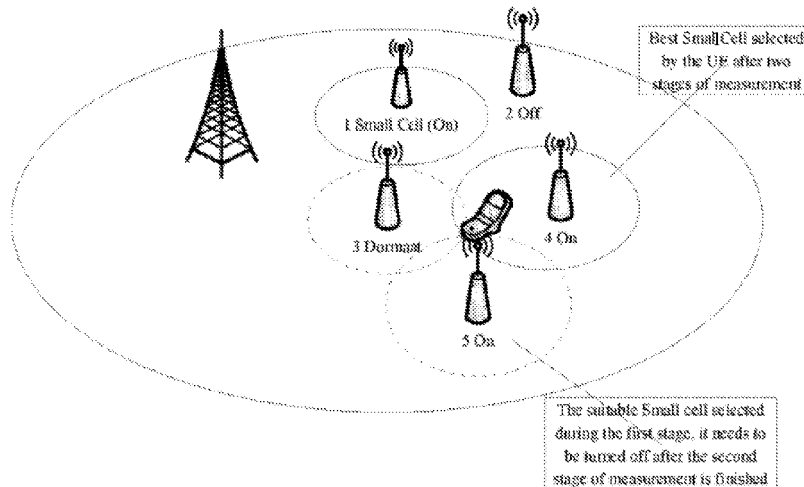 Best Small Cell selected
by the UE after two
stages of measurement
2 Off
1 Small Cell (On)
4 On
3 Dormant
5 On
The suitable Small cell selected
during the first stage, it needs to
be turned off after the second
stage of measurement is finished